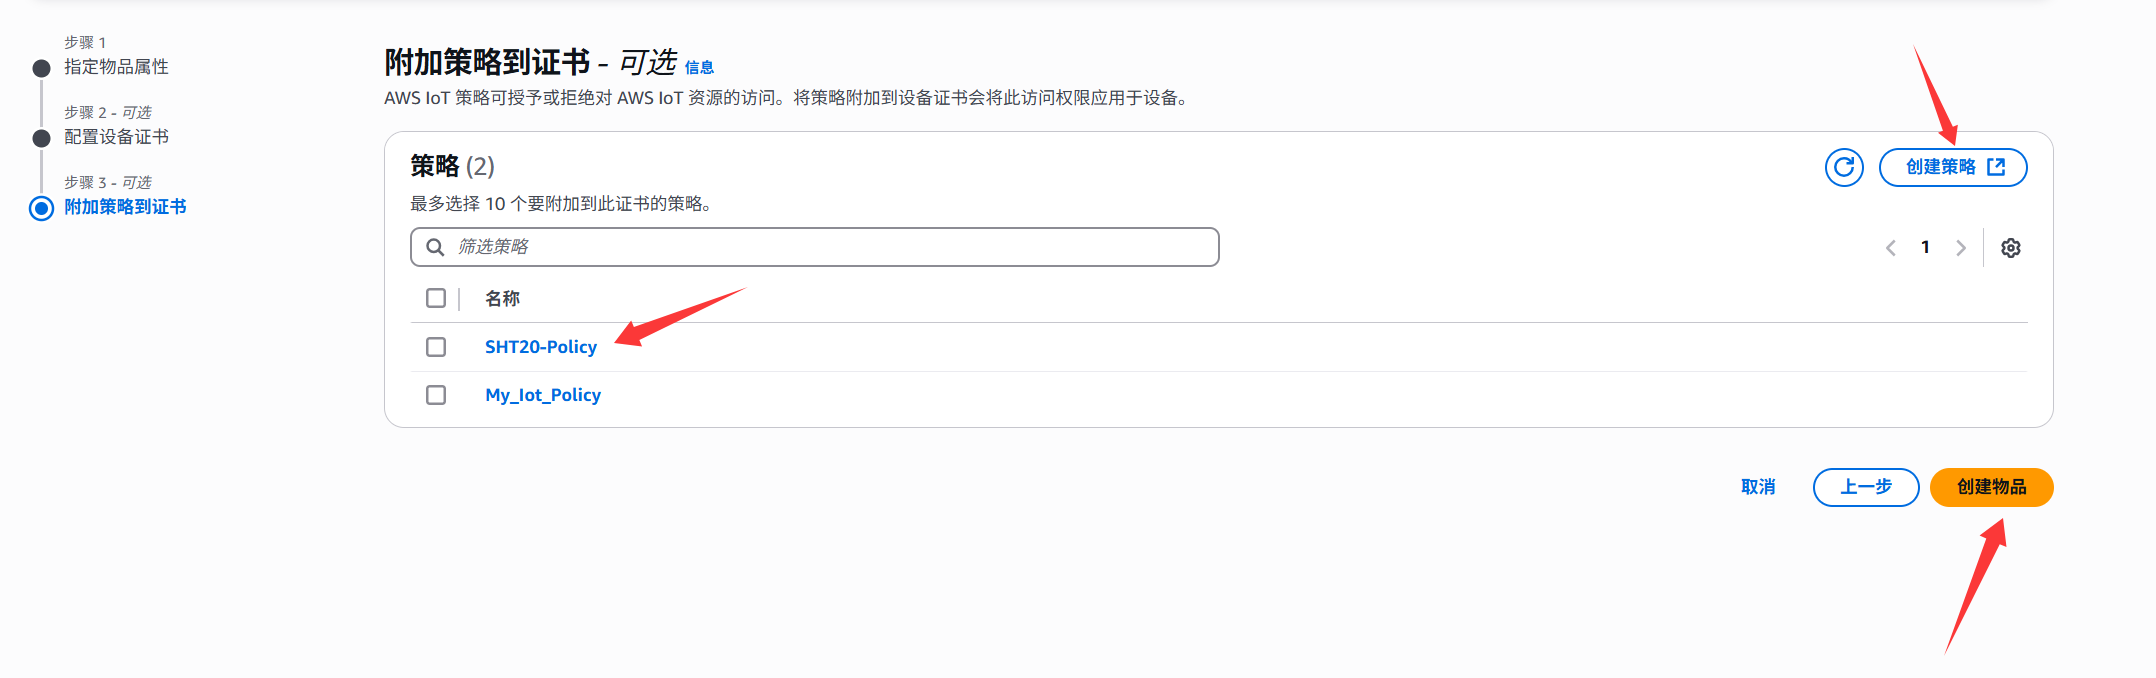 步骤 1
指定物品属性
步骤 2 - 可选
配置设备证书
步骤 3 - 可选
附加策略到证书
附加策略到证书 - 可选 信息
AWS IoT 策略可授予或拒绝对 AWS IoT 资源的访问。将策略附加到设备证书会将此访问权限应用于设备。
策略 (2)
创建策略
最多选择 10 个要附加到此证书的策略。
筛选策略
1
名称
SHT20-Policy
My_Iot_Policy
取消
上一步
创建物品